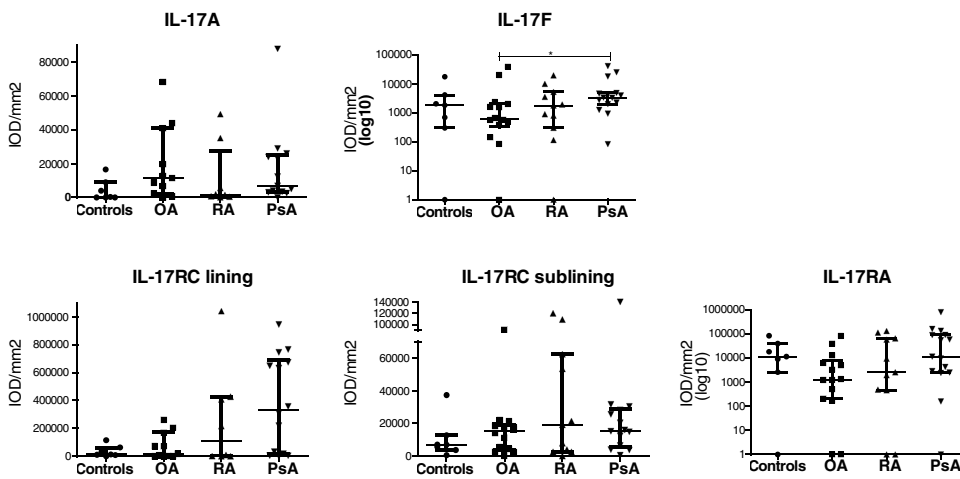 IL-17A
IOD/mm2
80000
60000
40000
20000
0
Controls OA RA PsA
IL-17F
IOD/mm2
(log10)
100000
10000
1000
100
10
1
*
Controls OA RA PsA
IL-17RC lining
IOD/mm2
1000000
800000
600000
400000
200000
0
Controls OA RA PsA
IL-17RC sublining
IOD/mm2
140000
120000
100000
60000
40000
20000
0
Controls OA RA PsA
IL-17RA
IOD/mm2
(log10)
1000000
100000
10000
1000
100
10
1
Controls OA RA PsA